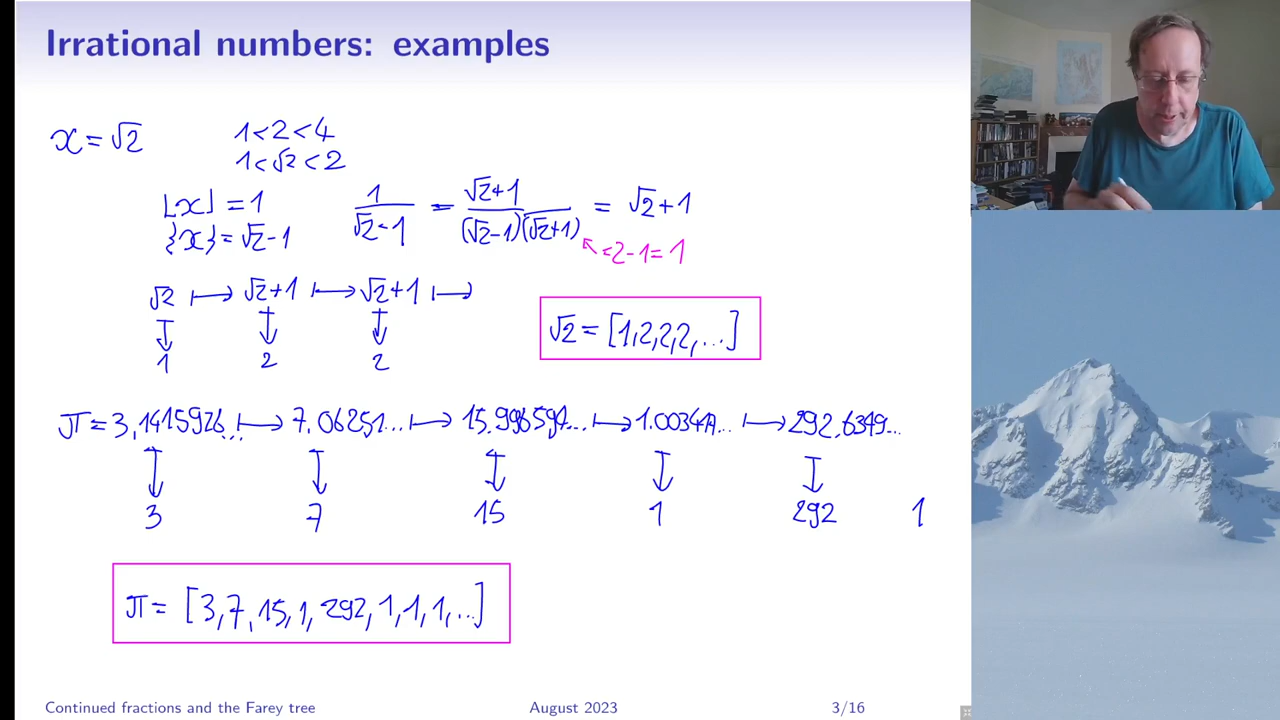 Irrational numbers: examples
x = √2
1 < 2 < 4
1 < √2 < 2
⌊x⌋ = 1
{x} = √2-1
1/(√2-1) = (√2+1)/((√2-1)(√2+1)) = √2+1
= 2-1 = 1
√2 ↦ √2+1 ↦ √2+1 ↦
1 2 2
√2 = [1,2,2,2,...]
π = 3,1415926... ↦ 7.06251... ↦ 15.996594... ↦ 1.003417... ↦ 292.6349...
3 7 15 1 292 1
π = [3,7,15,1,292,1,1,1,...]
Continued fractions and the Farey tree August 2023 3/16